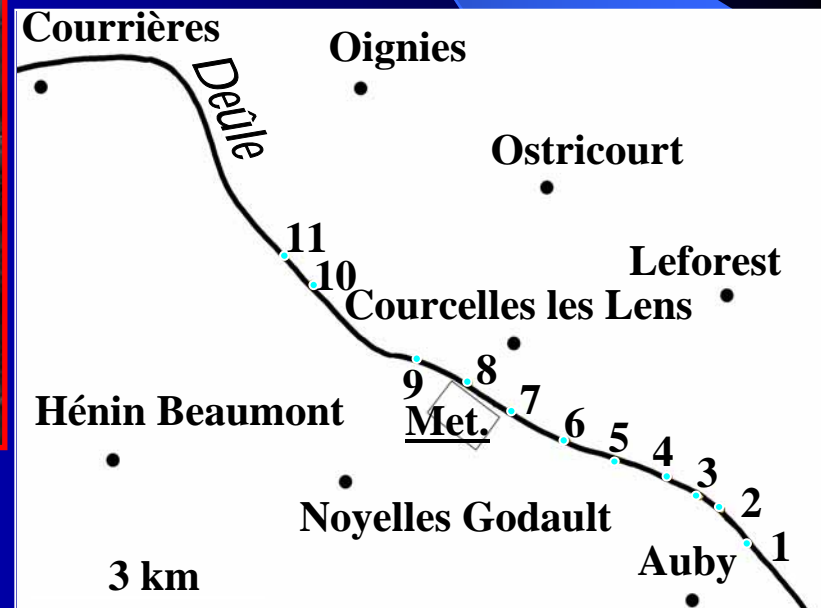 Courrières
Oignies
Deûle
Ostricourt
11
Leforest
10
Courcelles les Lens
8
9
7
Hénin Beaumont
Met.
6
5
4
3
2
Noyelles Godault
1
Auby
3 km